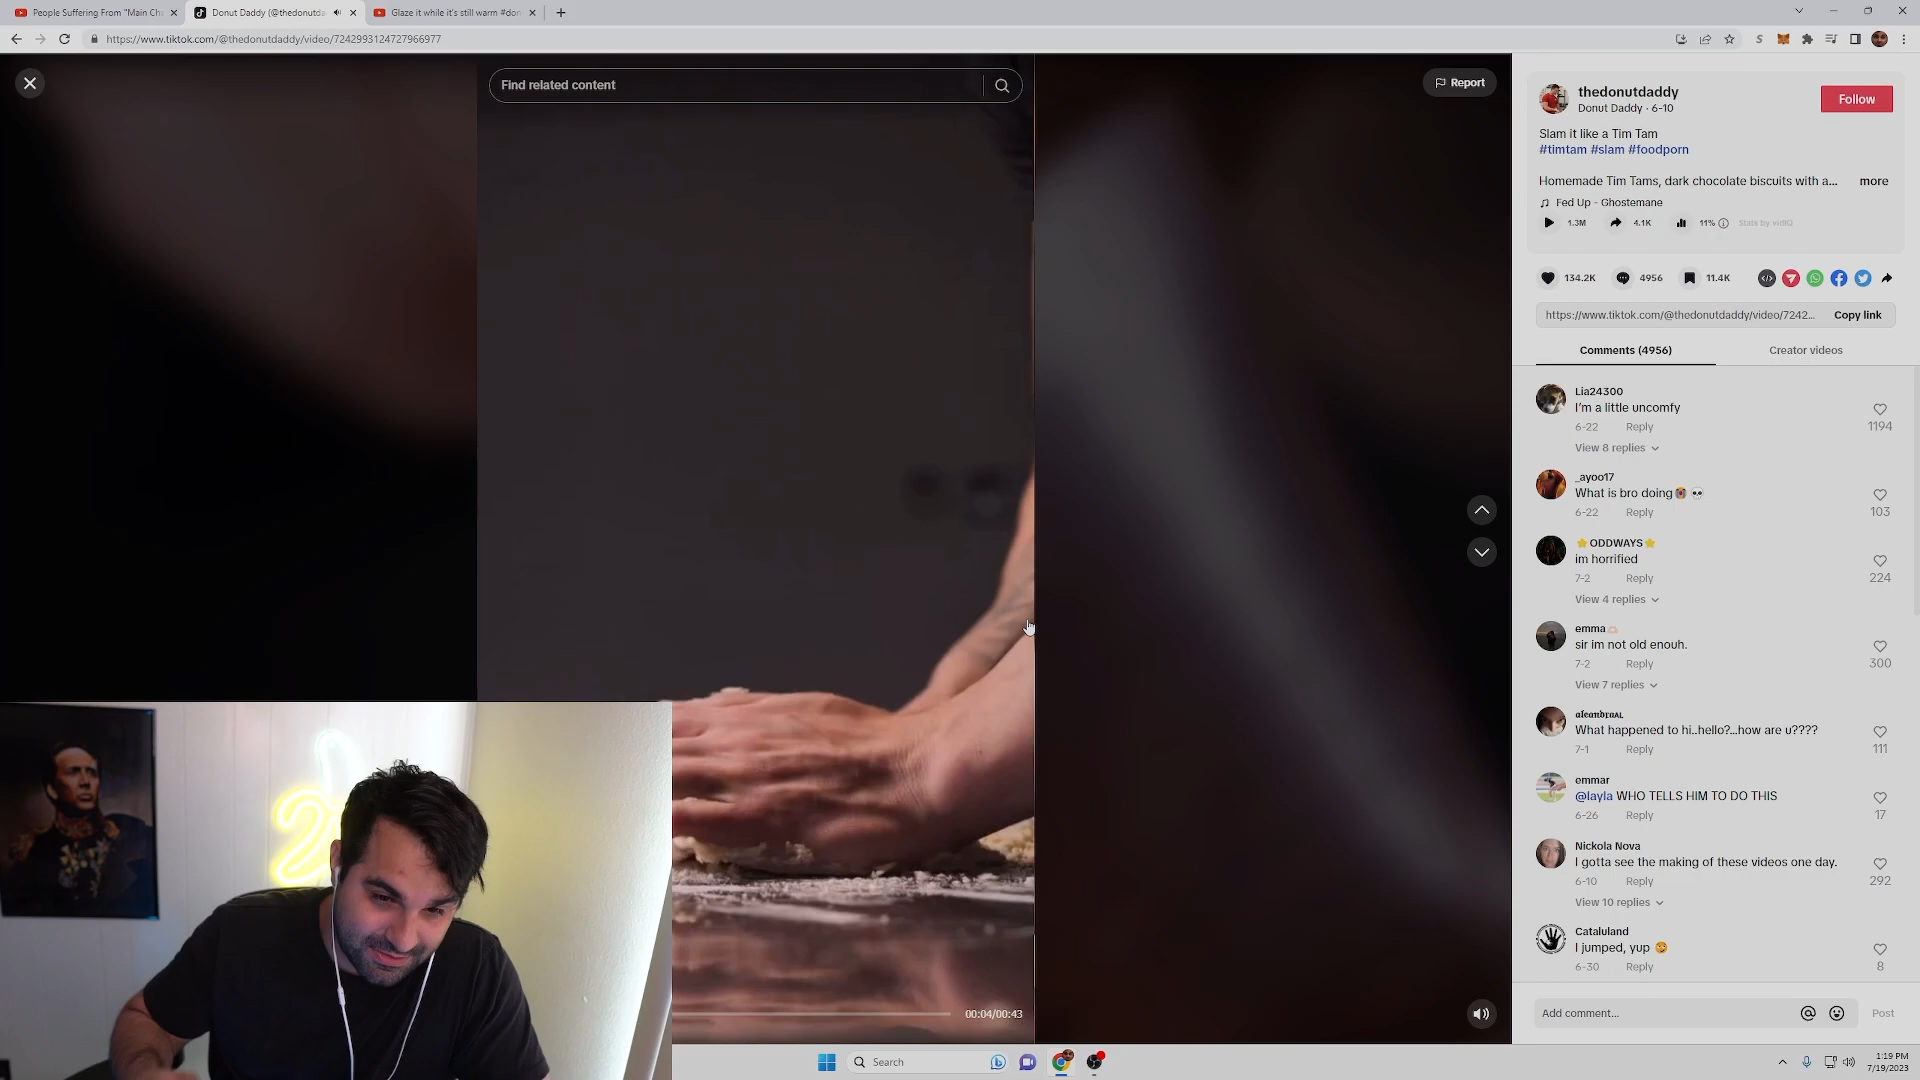 People Suffering From "Main Ch
Donut Daddy (@thedonutda
Glaze it while it's still warm #don
https://www.tiktok.com/@thedonutdaddy/video/7242993124727966977
Find related content
Report
thedonutdaddy
Donut Daddy · 6-10
Follow
Slam it like a Tim Tam
#timtam #slam #foodporn
Homemade Tim Tams, dark chocolate biscuits with a... more
Fed Up - Ghostemane
1.3M 4.1K 11% Stats by vidIQ
134.2K 4956 11.4K
https://www.tiktok.com/@thedonutdaddy/video/7242... Copy link
Comments (4956) Creator videos
Lia24300
I'm a little uncomfy
1194
6-22 Reply
View 8 replies
_ayoo17
What is bro doing😭 💀
103
6-22 Reply
⭐ODDWAYS⭐
im horrified
224
7-2 Reply
View 4 replies
emma
sir im not old enouh.
300
7-2 Reply
View 7 replies
What happened to hi..hello?...how are u????
111
7-1 Reply
emmar
@layla WHO TELLS HIM TO DO THIS
17
6-26 Reply
Nickola Nova
I gotta see the making of these videos one day.
292
6-10 Reply
View 10 replies
Cataluland
I jumped, yup 😏
8
6-30 Reply
00:04/00:43
Add comment...
Post
Search
1:19 PM
7/19/2023